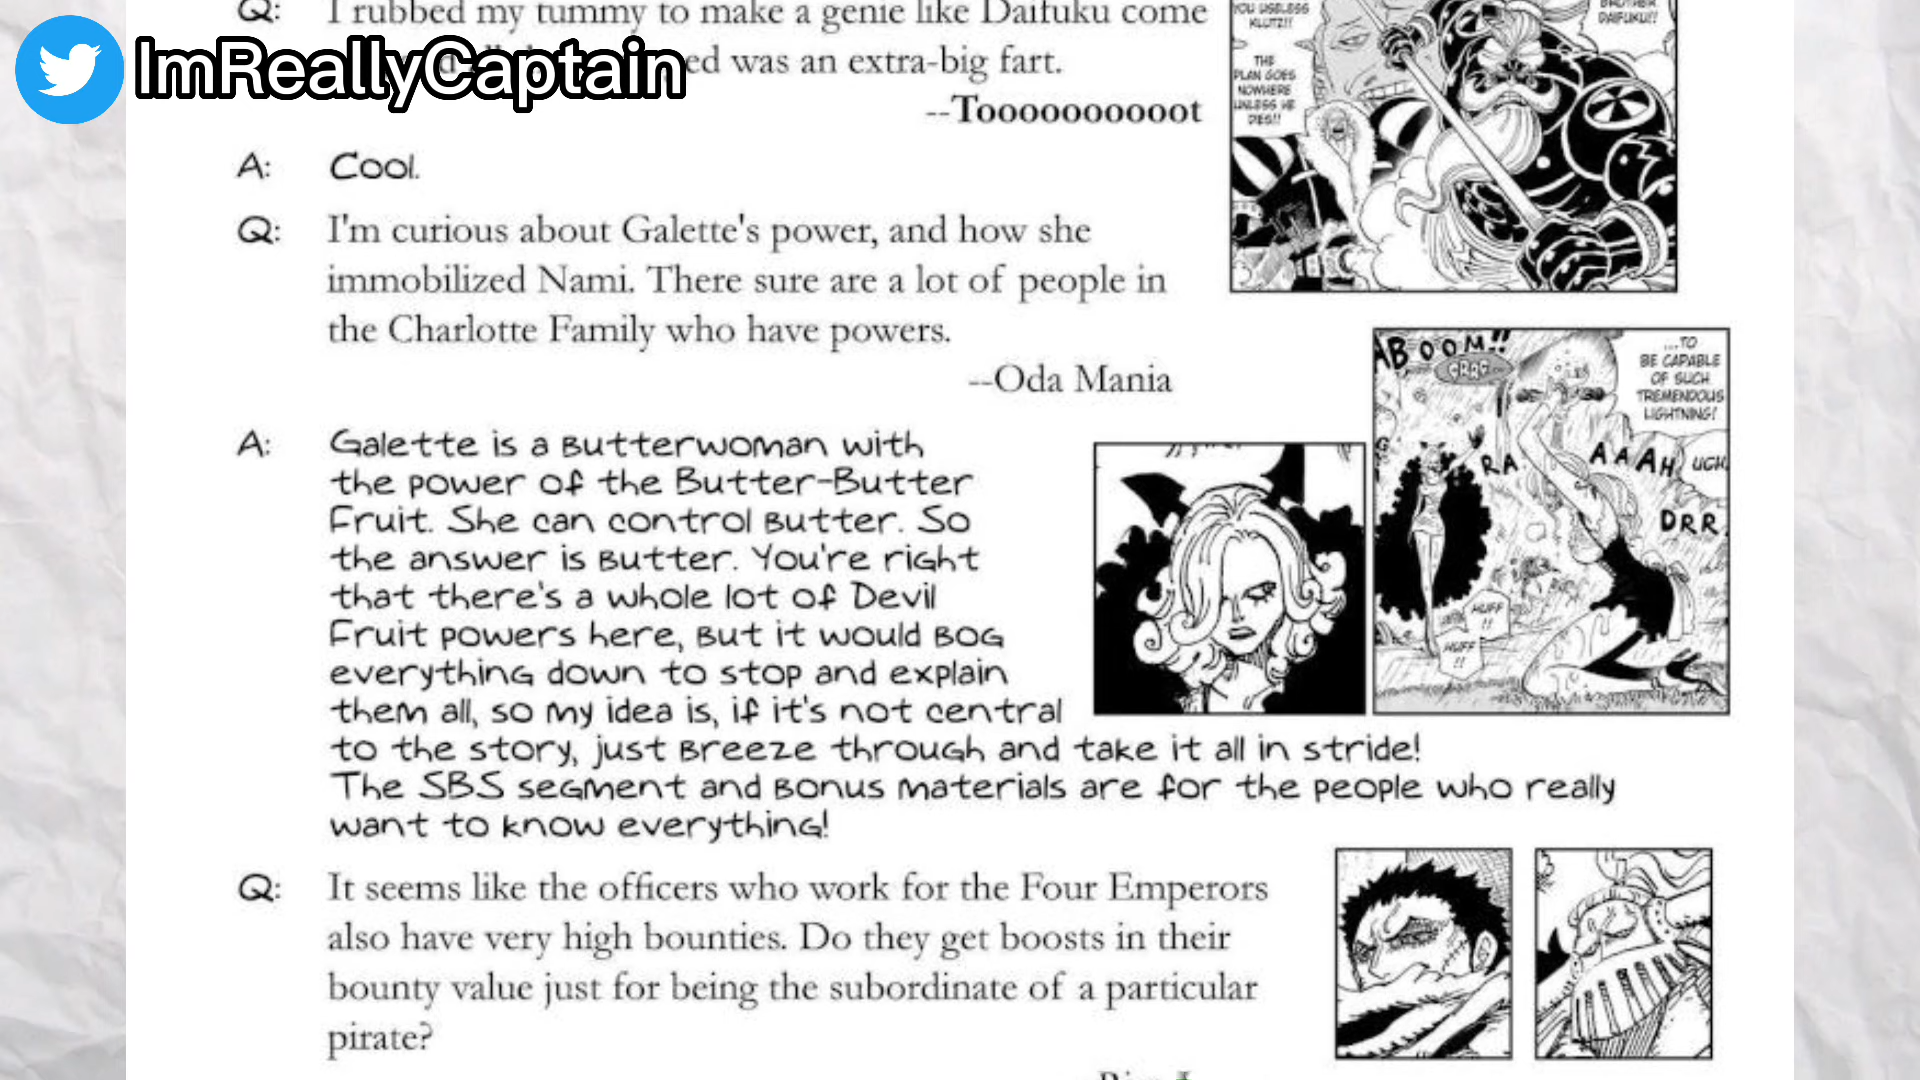 ImReallyCaptain
Q: I rubbed my tummy to make a genie like Daifuku come
ed was an extra-big fart.
--Toooooooooot
A: Cool.
Q: I'm curious about Galette's power, and how she
immobilized Nami. There sure are a lot of people in
the Charlotte Family who have powers.
--Oda Mania
A: Galette is a butterwoman with
the power of the Butter-Butter
Fruit. She can control butter. So
the answer is butter. You're right
that there's a whole lot of Devil
Fruit powers here, but it would bog
everything down to stop and explain
them all, so my idea is, if it's not central
to the story, just breeze through and take it all in stride!
The SBS segment and bonus materials are for the people who really
want to know everything!
Q: It seems like the officers who work for the Four Emperors
also have very high bounties. Do they get boosts in their
bounty value just for being the subordinate of a particular
pirate?
YOU USELESS
KLUTZ!!
THE
PLAN GOES
NOWHERE
UNLESS HE
DIES!!
BROTHER
DAIFUKU!!
ABOOM!!
...TO
BE CAPABLE
OF SUCH
TREMENDOUS
LIGHTNING!
RA
AAAH
UGH
DRR
HUFF
!!
HUFF
!!